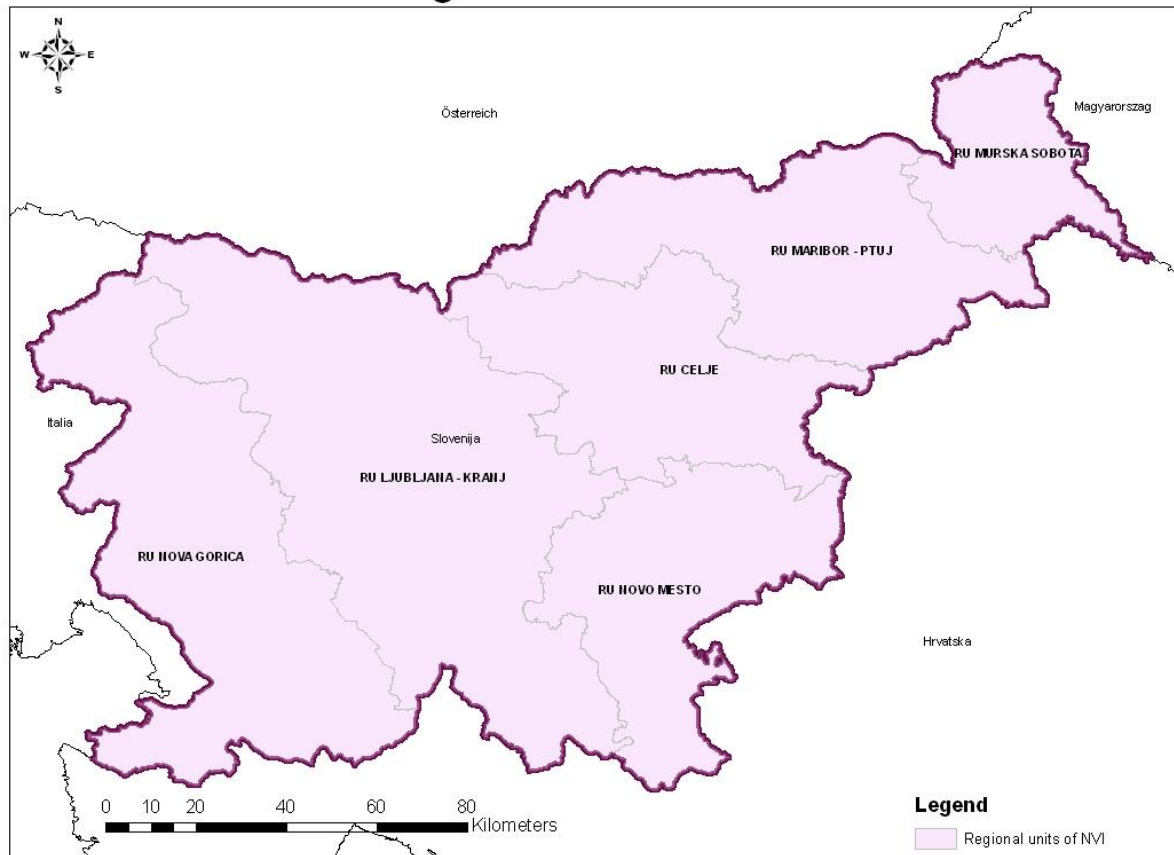 N
W E
S
Österreich
Magyarország
RU MURSKA SOBOTA
RU MARIBOR - PTUJ
RU CELJE
Italia
Slovenija
RU LJUBLJANA - KRANJ
RU NOVA GORICA
RU NOVO MESTO
Hrvatska
0 10 20 40 60 80
Kilometers
Legend
Regional units of NVI